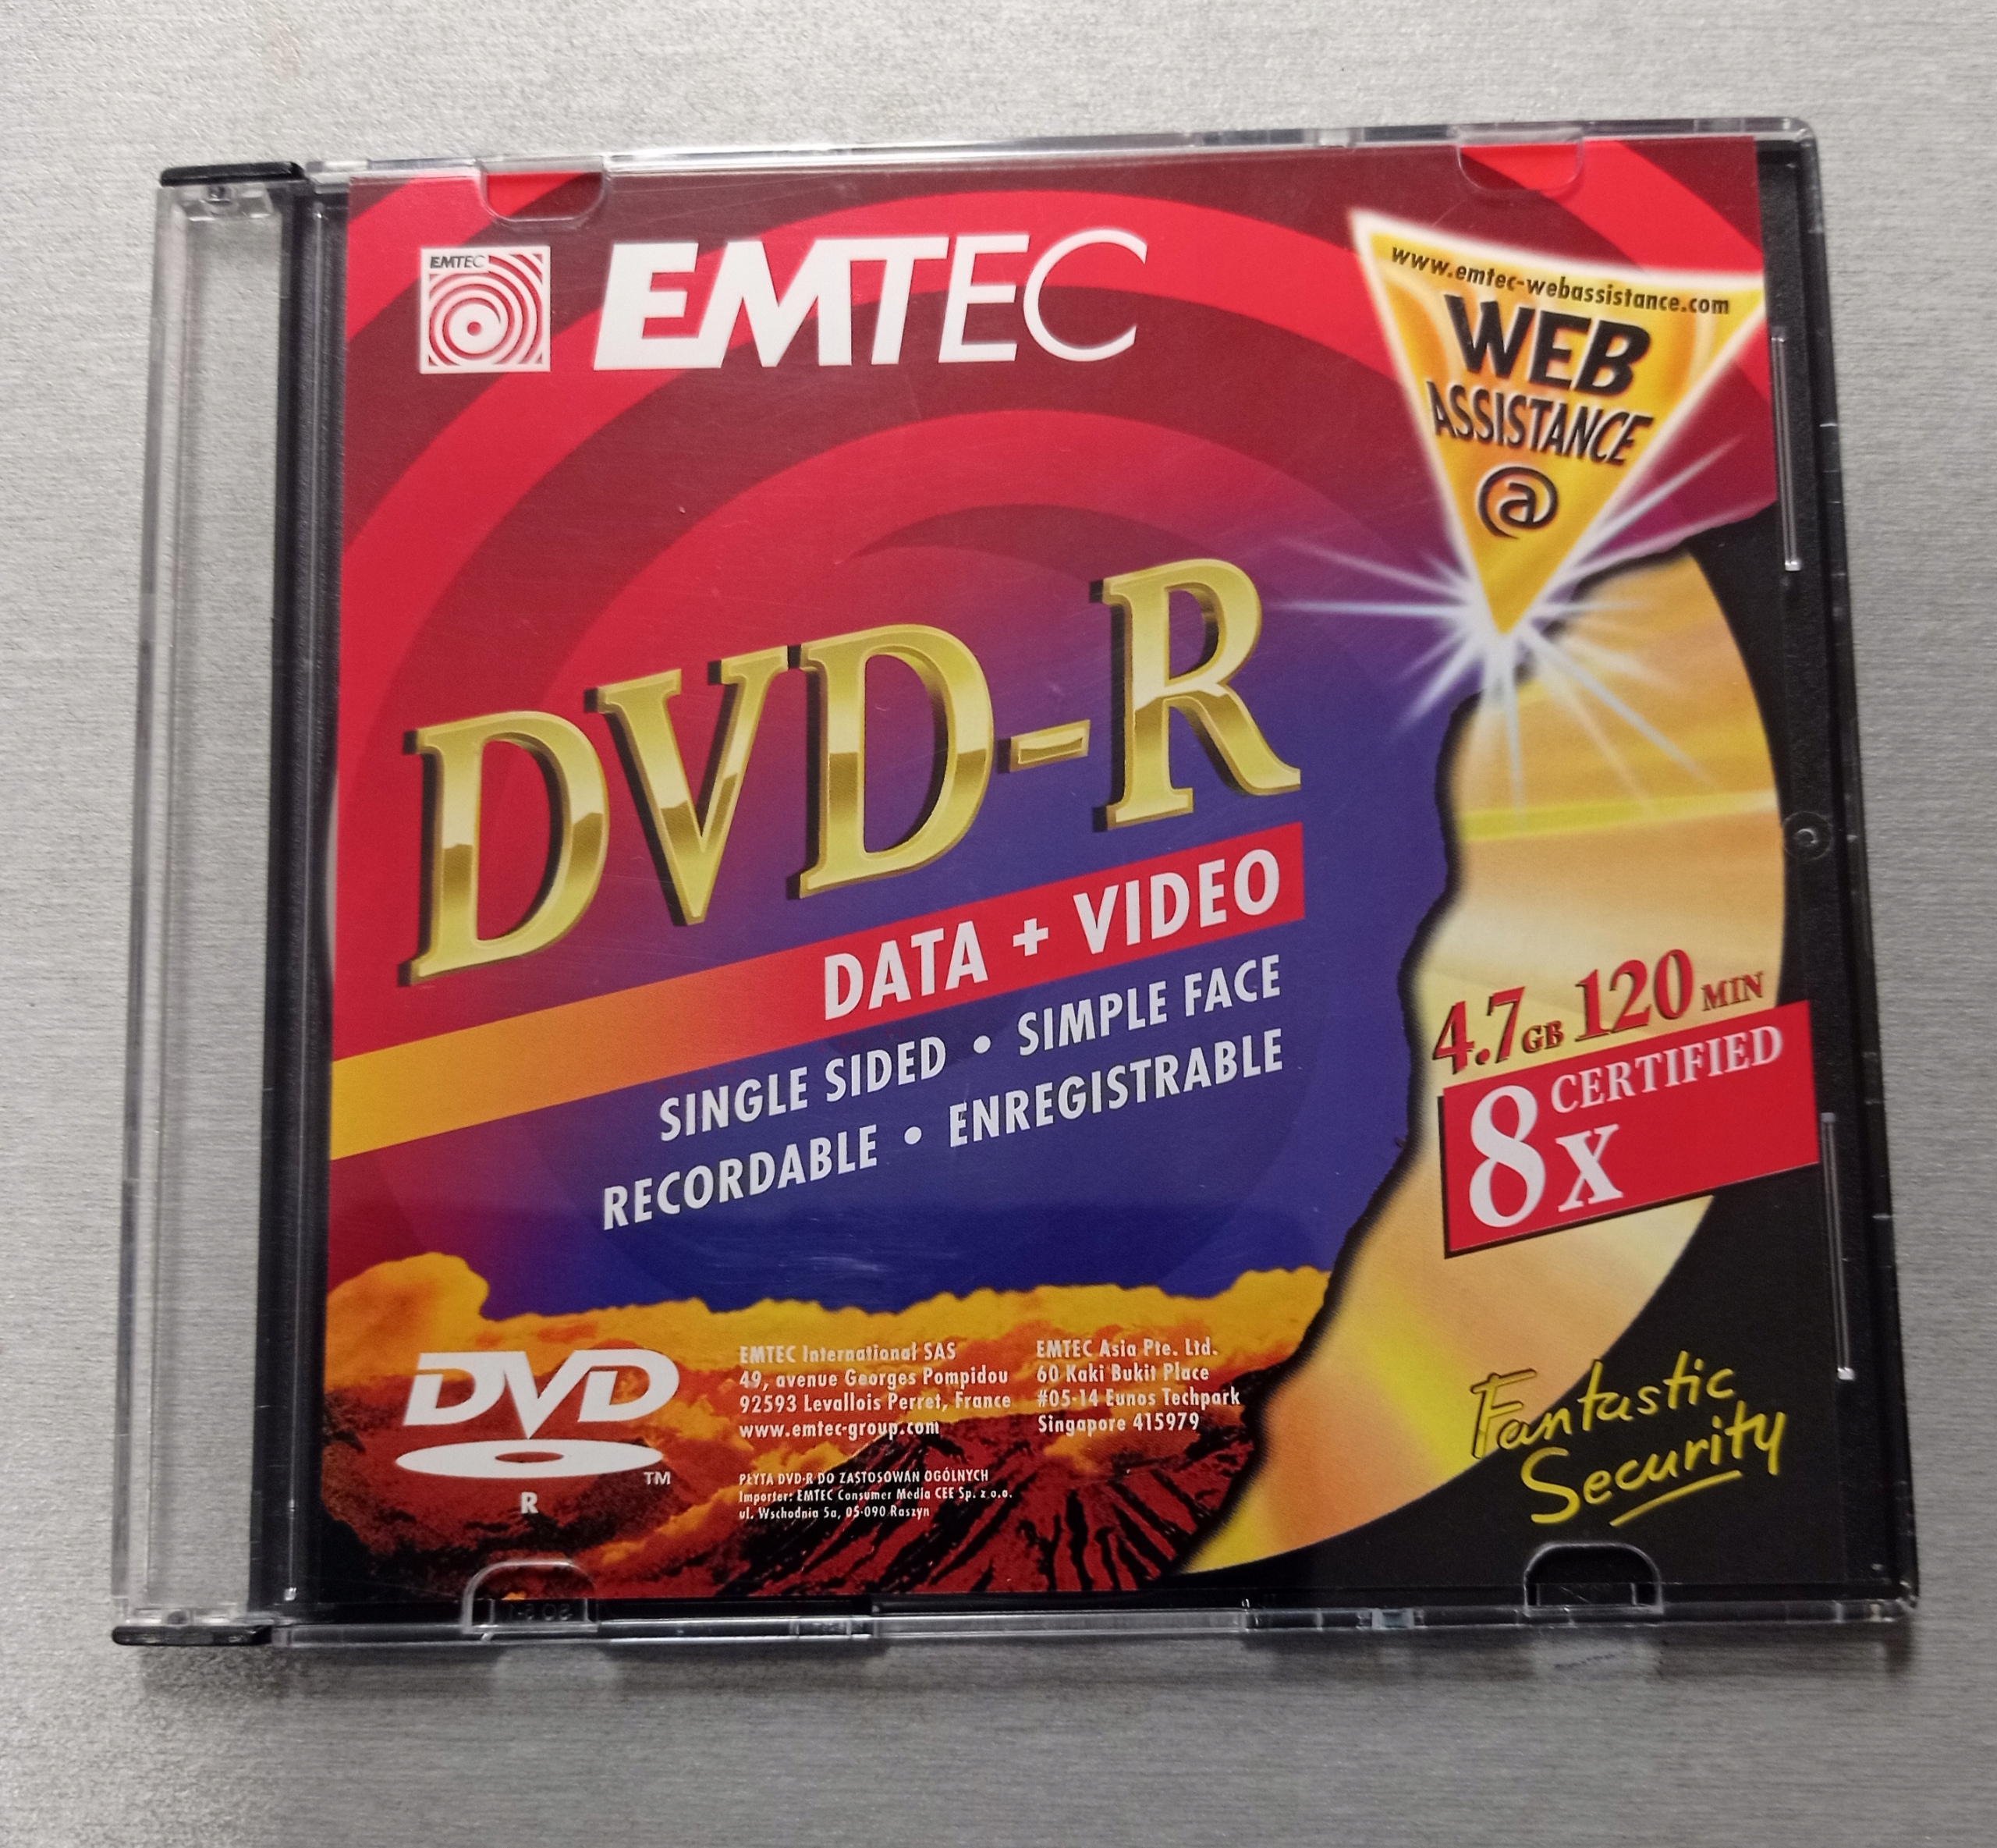 EMTEC
EMTEC
www.emtec-webassistance.com
WEB
ASSISTANCE
@
DVD-R
DATA + VIDEO
SINGLE SIDED • SIMPLE FACE
RECORDABLE • ENREGISTRABLE
4.7GB 120 MIN
8x CERTIFIED
Fantastic
Security
DVD
TM
R
EMTEC International SAS
49, avenue Georges Pompidou
92593 Levallois Perret, France
www.emtec-group.com
EMTEC Asia Pte. Ltd.
60 Kaki Bukit Place
#05-14 Eunos Techpark
Singapore 415979
PŁYTA DVD-R DO ZASTOSOWAŃ OGÓLNYCH
Importer: EMTEC Consumer Media CEE Sp. z o.o.
ul. Wschodnia 5a, 05-090 Raszyn